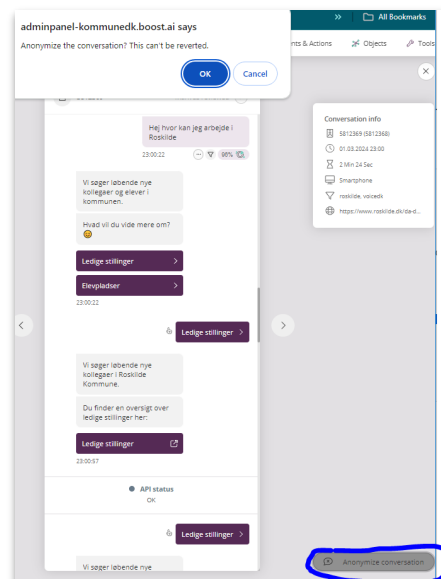 adminpanel-kommunedk.boost.ai says
Anonymize the conversation? This can't be reverted.
OK
Cancel
»
All Bookmarks
nts & Actions
Objects
Tools
Hej hvor kan jeg arbejde i
Roskilde
23:00:22
Vi søger løbende nye
kollegaer og elever i
kommunen.
Hvad vil du vide mere om?
Ledige stillinger
Elevpladser
23:00:22
Ledige stillinger
Vi søger løbende nye
kollegaer i Roskilde
Kommune.
Du finder en oversigt over
ledige stillinger her:
Ledige stillinger
23:00:97
API status
OK
Ledige stillinger
Vi søger løbende nye
Conversation info
5812369 (5812368)
01.03.2024 23:00
2 Min 24 Sec
Smartphone
roskilde, voicedk
https://www.roskilde.dk/da-d...
Anonymize conversation